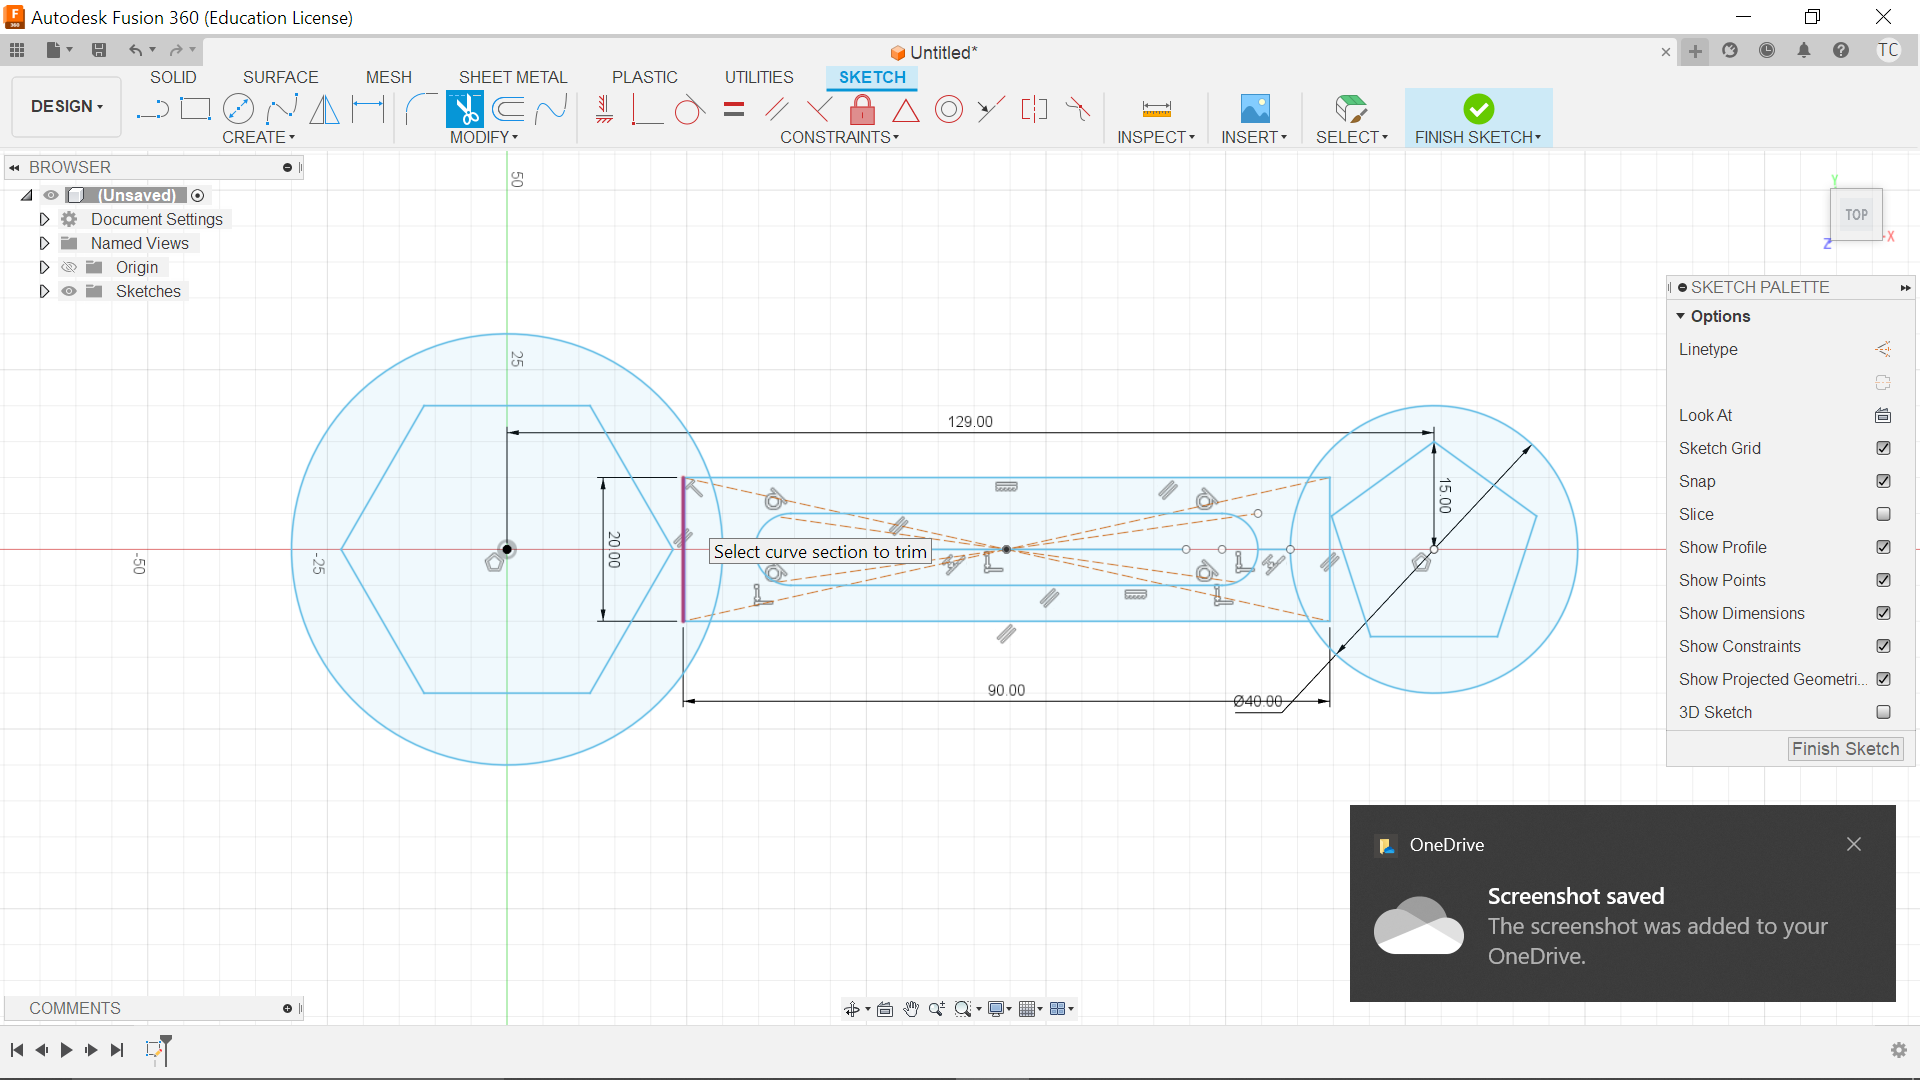 Autodesk Fusion 360 (Education License)
Untitled*
TC
SOLID SURFACE MESH SHEET METAL PLASTIC UTILITIES SKETCH
DESIGN
CREATE MODIFY CONSTRAINTS INSPECT INSERT SELECT FINISH SKETCH
BROWSER
(Unsaved)
Document Settings
Named Views
Origin
Sketches
50
25
-50
-25
TOP
Y
X
Z
129.00
20.00
15.00
90.00
Ø40.00
Select curve section to trim
SKETCH PALETTE
Options
Linetype
Look At
Sketch Grid
Snap
Slice
Show Profile
Show Points
Show Dimensions
Show Constraints
Show Projected Geometri...
3D Sketch
Finish Sketch
OneDrive
Screenshot saved
The screenshot was added to your
OneDrive.
COMMENTS